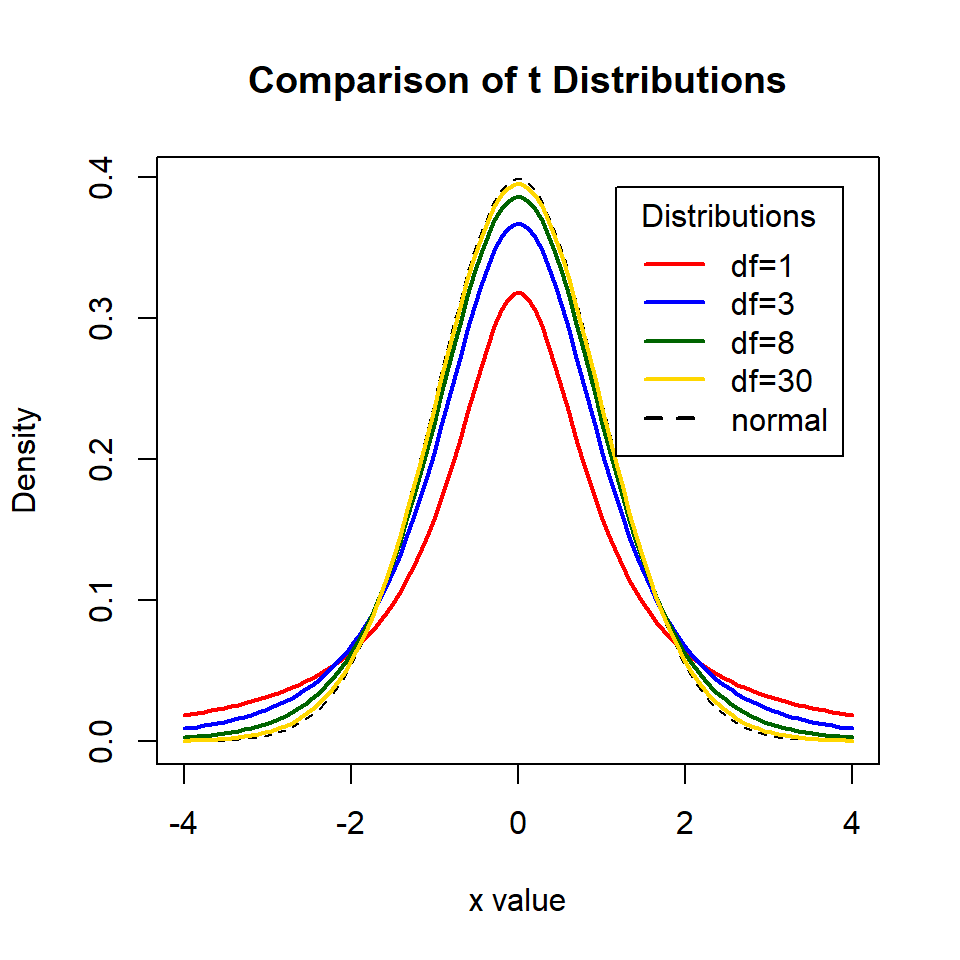 Comparison of t Distributions
Density
0.4
0.3
0.2
0.1
0.0
Distributions
df=1
df=3
df=8
df=30
normal
-4 -2 0 2 4
x value